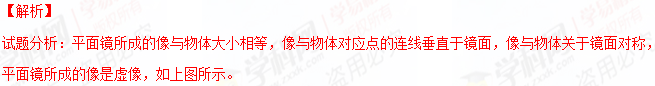 【解析】
试题分析：平面镜所成的像与物体大小相等，像与物体对应点的连线垂直于镜面，像与物体关于镜面对称，
平面镜所成的像是虚像，如上图所示。